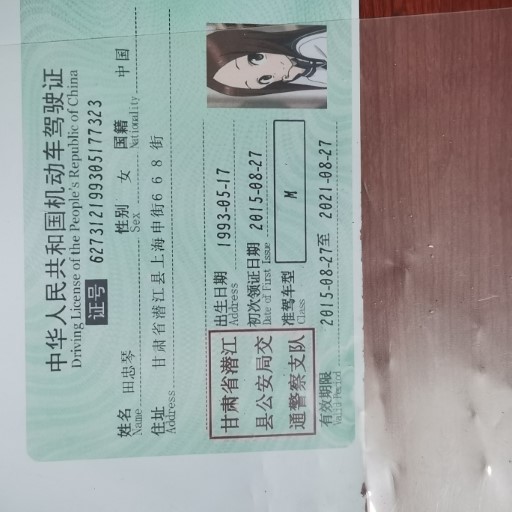 中华人民共和国机动车驾驶证
Driving License of the People's Republic of China
证号 627312199305177323
姓名 田忠琴 性别 女 国籍 中国
Name Sex Nationality
住址 甘肃省潜江县上海申街668街
Address
甘肃省潜江
县公安局交
通警察支队
出生日期 1993-05-17
Address
初次领证日期 2015-08-27
Date of First Issue
准驾车型 M
Class
有效期限 2015-08-27至 2021-08-27
Valid Period